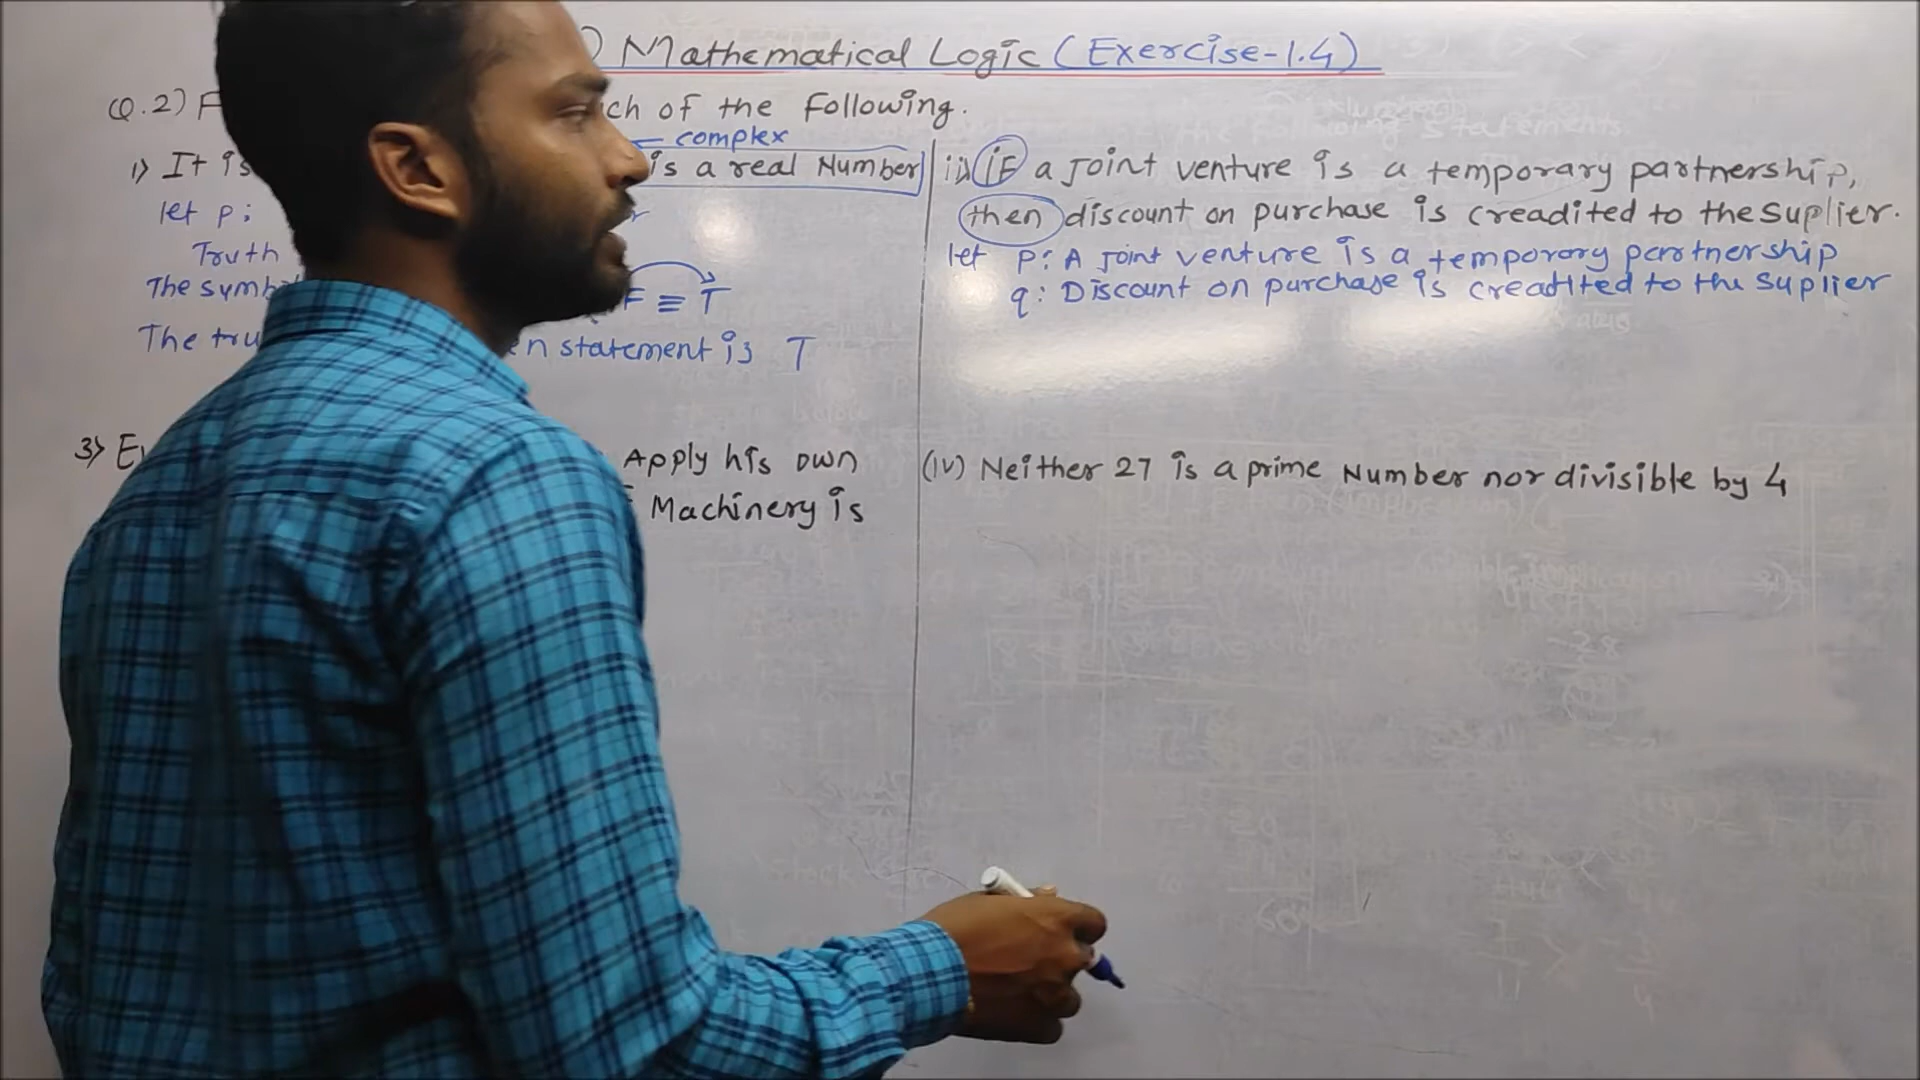 ) Mathematical Logic (Exercise-1.4)
Q.2) F ch of the Following.
complex
1) It is is a real Number
let p:
Truth
The symb F ≡ T
The tru n statement is T
ii) if a Joint venture is a temporary partnership,
then discount on purchase is creadited to the suplier.
let p: A Joint venture is a temporary partnership
q: Discount on purchase is creadited to the suplier
3) E Apply his own
Machinery is
(iv) Neither 27 is a prime Number nor divisible by 4